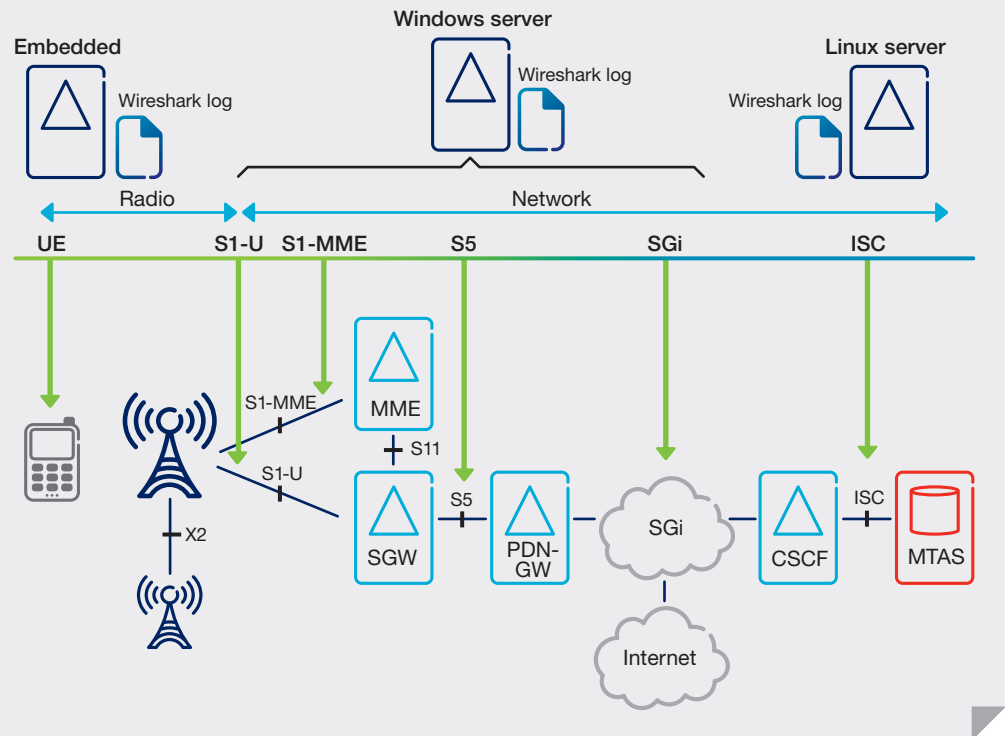 Windows server
Embedded
Linux server
Wireshark log
Wireshark log
Wireshark log
Radio
Network
UE
S1-U
S1-MME
S5
SGi
ISC
S1-MME
MME
S11
S1-U
S5
ISC
X2
SGW
PDN-
GW
SGi
CSCF
MTAS
Internet